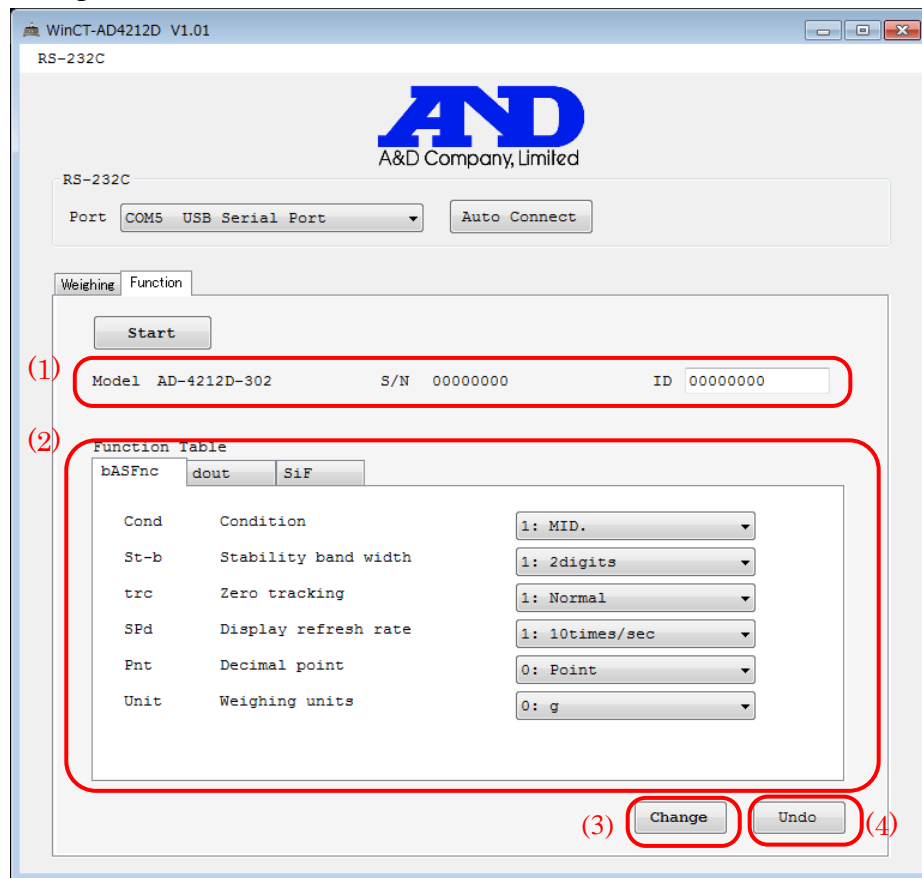 WinCT-AD4212D V1.01
RS-232C
AND
A&D Company, Limited
RS-232C
Port COM5 USB Serial Port Auto Connect
Weighing Function
Start
(1)
Model AD-4212D-302 S/N 00000000 ID 00000000
(2)
Function Table
bASFnc dout SiF
Cond Condition 1: MID.
St-b Stability band width 1: 2digits
trc Zero tracking 1: Normal
SPd Display refresh rate 1: 10times/sec
Pnt Decimal point 0: Point
Unit Weighing units 0: g
(3) Change Undo (4)